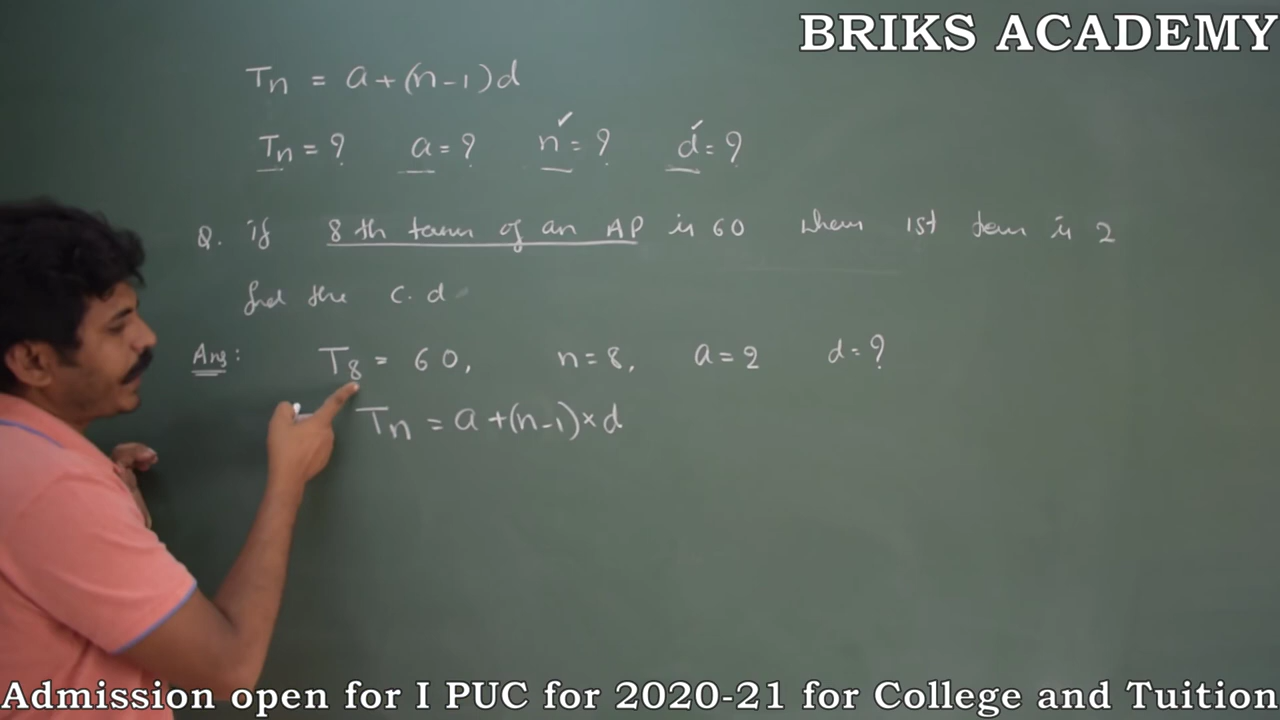 BRIKS ACADEMY
Tn = a + (n-1)d
Tn = ? a = ? n = ? d = ?
Q. if 8 th term of an AP is 60 when 1st term is 2
find the c.d
Ans: T8 = 60, n = 8, a = 2 d = ?
Tn = a + (n-1) × d
Admission open for I PUC for 2020-21 for College and Tuition